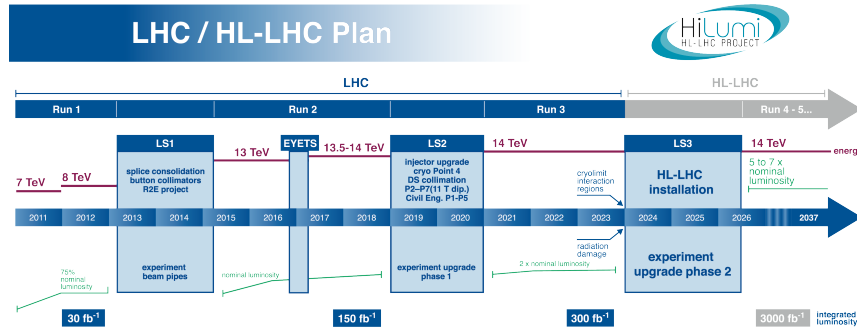 LHC / HL-LHC Plan
HiLumi
HL-LHC PROJECT
LHC
HL-LHC
Run 1
Run 2
Run 3
Run 4 - 5...
LS1
EYETS
LS2
LS3
13 TeV
13.5-14 TeV
14 TeV
14 TeV
energ
7 TeV
8 TeV
splice consolidation
button collimators
R2E project
injector upgrade
cryo Point 4
DS collimation
P2–P7(11 T dip.)
Civil Eng. P1-P5
cryolimit
interaction
regions
HL-LHC
installation
5 to 7 x
nominal
luminosity
2011 2012 2013 2014 2015 2016 2017 2018 2019 2020 2021 2022 2023 2024 2025 2026 2037
75%
nominal
luminosity
experiment
beam pipes
nominal luminosity
experiment upgrade
phase 1
2 x nominal luminosity
radiation
damage
experiment
upgrade phase 2
30 fb-1
150 fb-1
300 fb-1
3000 fb-1
integrated
luminosity